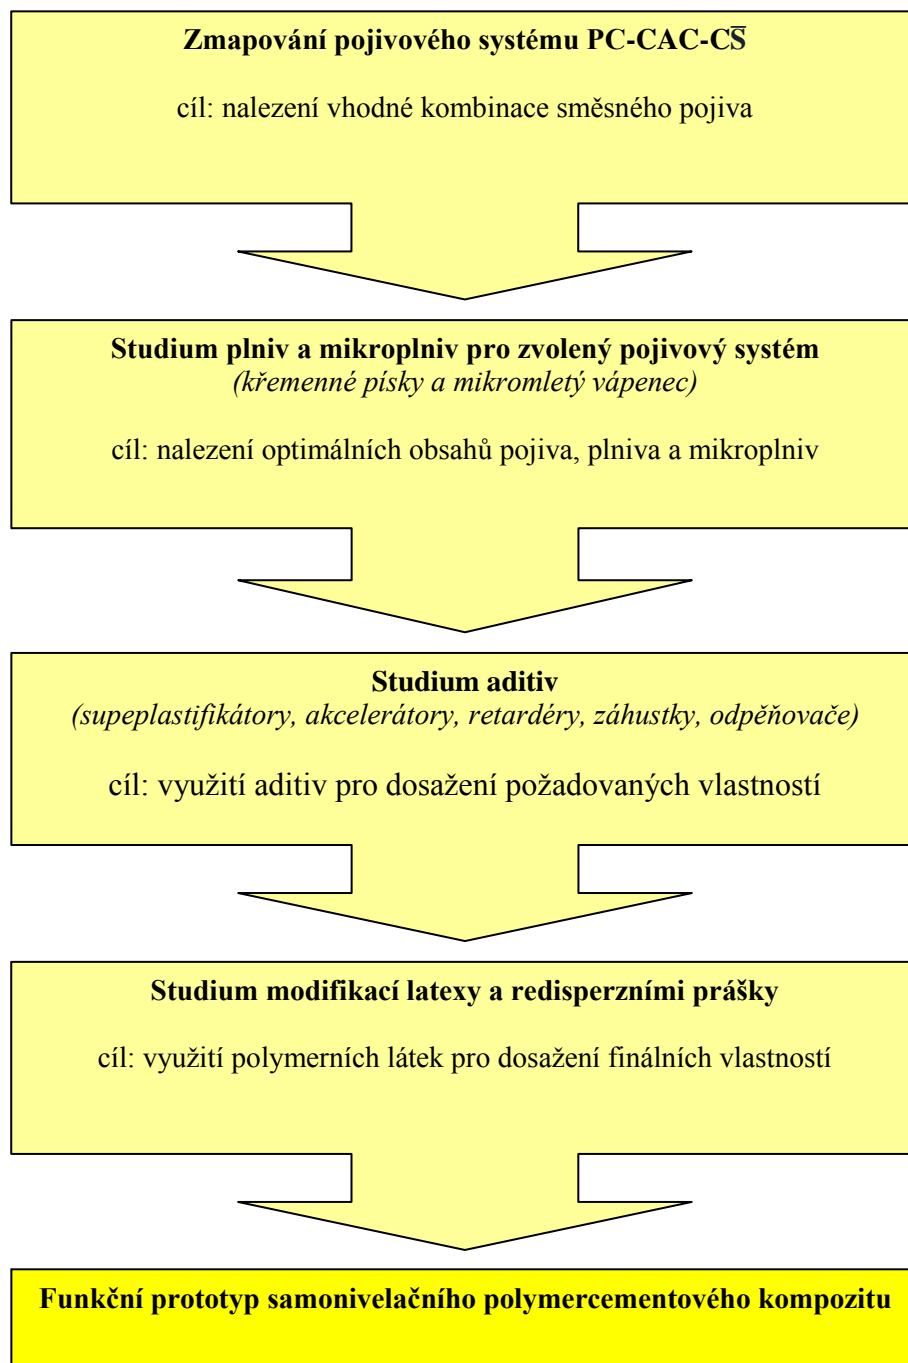 Zmapování pojivového systému PC-CAC-CS̅
cíl: nalezení vhodné kombinace směsného pojiva
Studium plniv a mikroplniv pro zvolený pojivový systém
(křemenné písky a mikromletý vápenec)
cíl: nalezení optimálních obsahů pojiva, plniva a mikroplniv
Studium aditiv
(supeplastifikátory, akcelerátory, retardéry, záhustky, odpěňovače)
cíl: využití aditiv pro dosažení požadovaných vlastností
Studium modifikací latexy a redisperzními prášky
cíl: využití polymerních látek pro dosažení finálních vlastností
Funkční prototyp samonivelačního polymercementového kompozitu